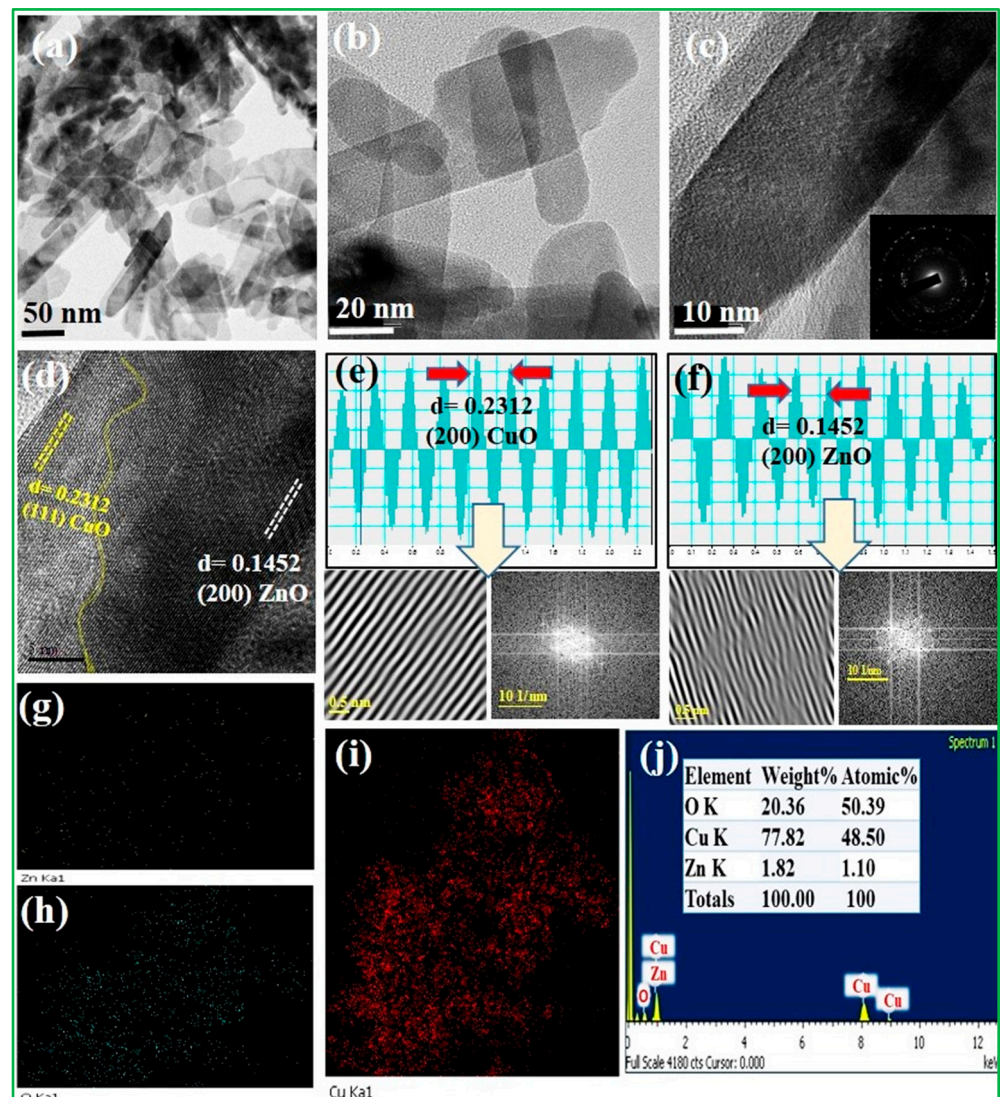 (a)
50 nm
(b)
20 nm
(c)
10 nm
(d)
d= 0.2312
(111) CuO
d= 0.1452
(200) ZnO
(e)
d= 0.2312
(200) CuO
0.5 nm
10 1/nm
(f)
d= 0.1452
(200) ZnO
0.5 nm
10 1/nm
(g)
Zn Ka1
(h)
(i)
Cu Ka1
(j)
Spectrum 1
Element Weight% Atomic%
O K 20.36 50.39
Cu K 77.82 48.50
Zn K 1.82 1.10
Totals 100.00 100
Cu
Zn
O
Cu
Cu
0 2 4 6 8 10 12
Full Scale 4180 cts Cursor: 0.000
keV